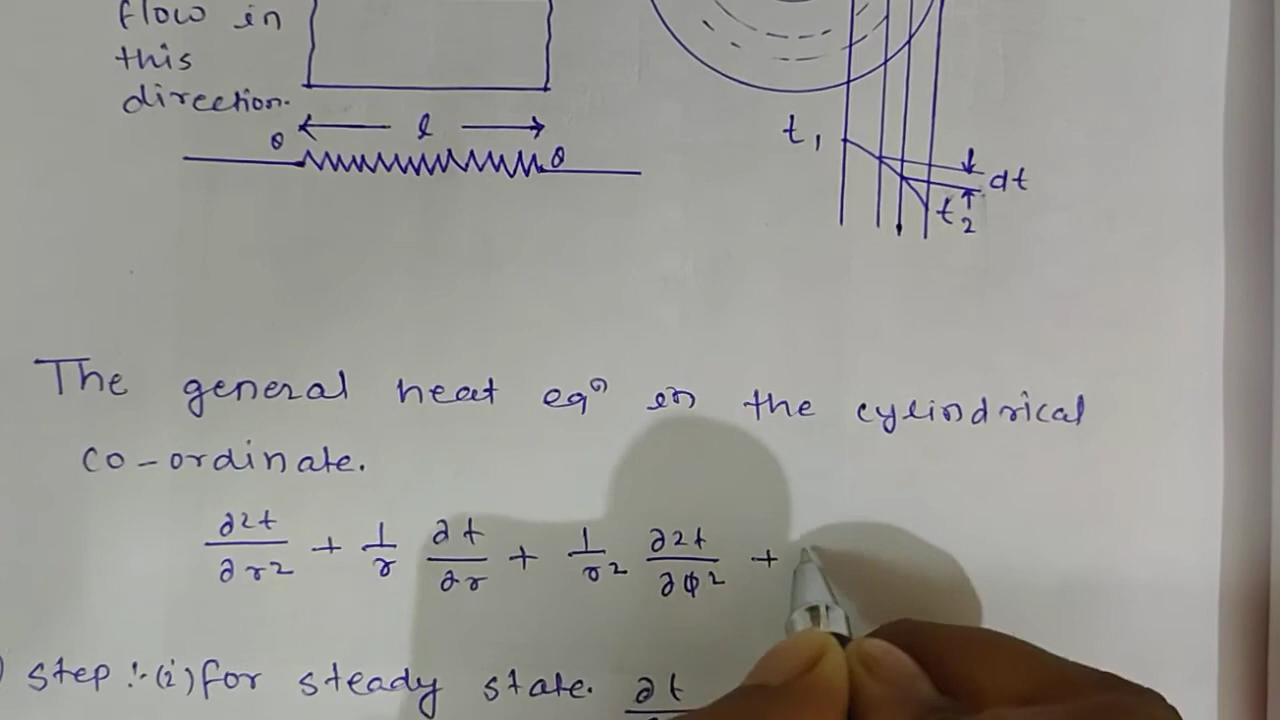 flow in
this
direction.
l
θ
θ
t₁
dt
t₂
The general heat eqⁿ in the cylindrical
co-ordinate.
∂2t/∂r2 + 1/r ∂t/∂r + 1/r2 ∂2t/∂ϕ2 +
step :- (i) for steady state. ∂t